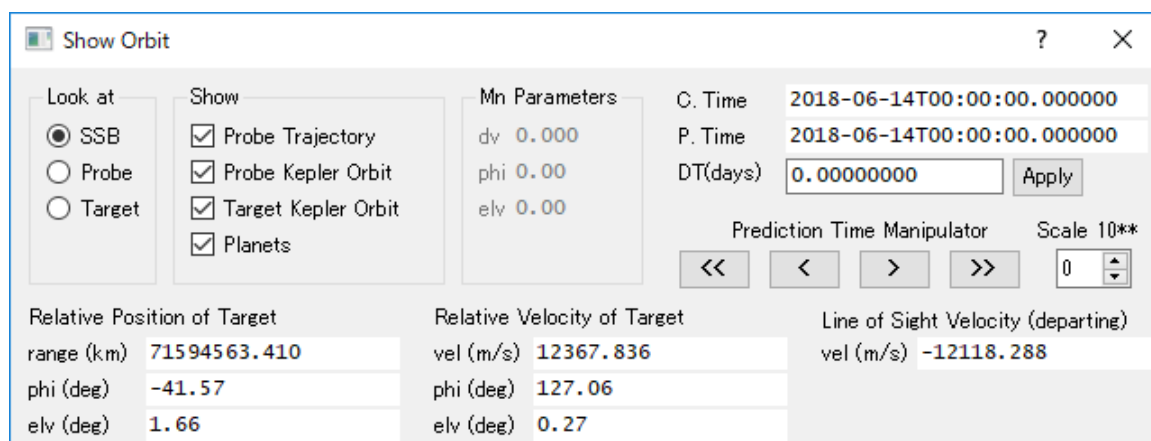 Show Orbit ? ×
Look at Show Mn Parameters
C. Time 2018-06-14T00:00:00.000000
SSB Probe Trajectory dv 0.000
P. Time 2018-06-14T00:00:00.000000
Probe Probe Kepler Orbit phi 0.00
DT(days) 0.00000000 Apply
Target Target Kepler Orbit elv 0.00
Planets
Prediction Time Manipulator Scale 10**
<< < > >> 0
Relative Position of Target Relative Velocity of Target Line of Sight Velocity (departing)
range (km) 71594563.410 vel (m/s) 12367.836 vel (m/s) -12118.288
phi (deg) -41.57 phi (deg) 127.06
elv (deg) 1.66 elv (deg) 0.27